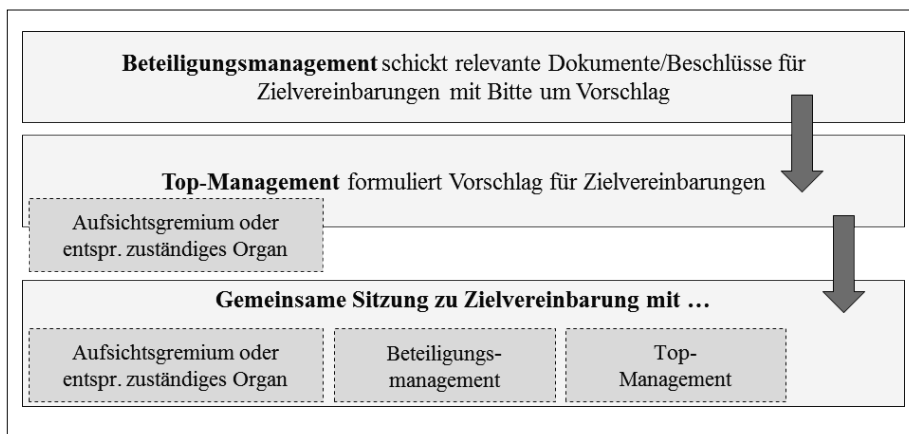 Beteiligungsmanagement schickt relevante Dokumente/Beschlüsse für
Zielvereinbarungen mit Bitte um Vorschlag
Top-Management formuliert Vorschlag für Zielvereinbarungen
Aufsichtsgremium oder
entspr. zuständiges Organ
Gemeinsame Sitzung zu Zielvereinbarung mit …
Aufsichtsgremium oder
entspr. zuständiges Organ
Beteiligungs-
management
Top-
Management